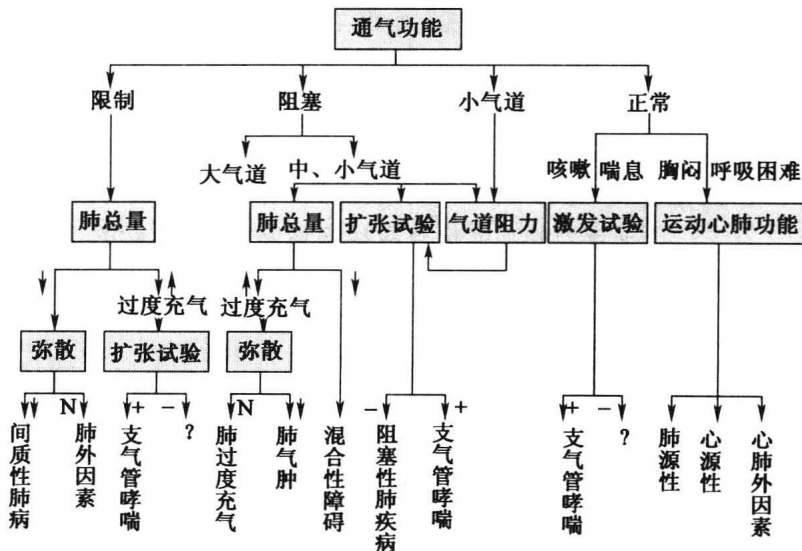 通气功能
限制 阻塞 小气道 正常
大气道 中、小气道
咳嗽 喘息 胸闷 呼吸困难
肺总量 肺总量 扩张试验 气道阻力 激发试验 运动心肺功能
↓ ↑ ↑ ↓
过度充气 过度充气
弥散 扩张试验 弥散
↓ N + - ? N ↓ - + + - ?
间质性肺病
肺外因素
支气管哮喘
肺过度充气
肺气肿
混合性障碍
阻塞性肺疾病
支气管哮喘
支气管哮喘
肺源性
心源性
心肺外因素